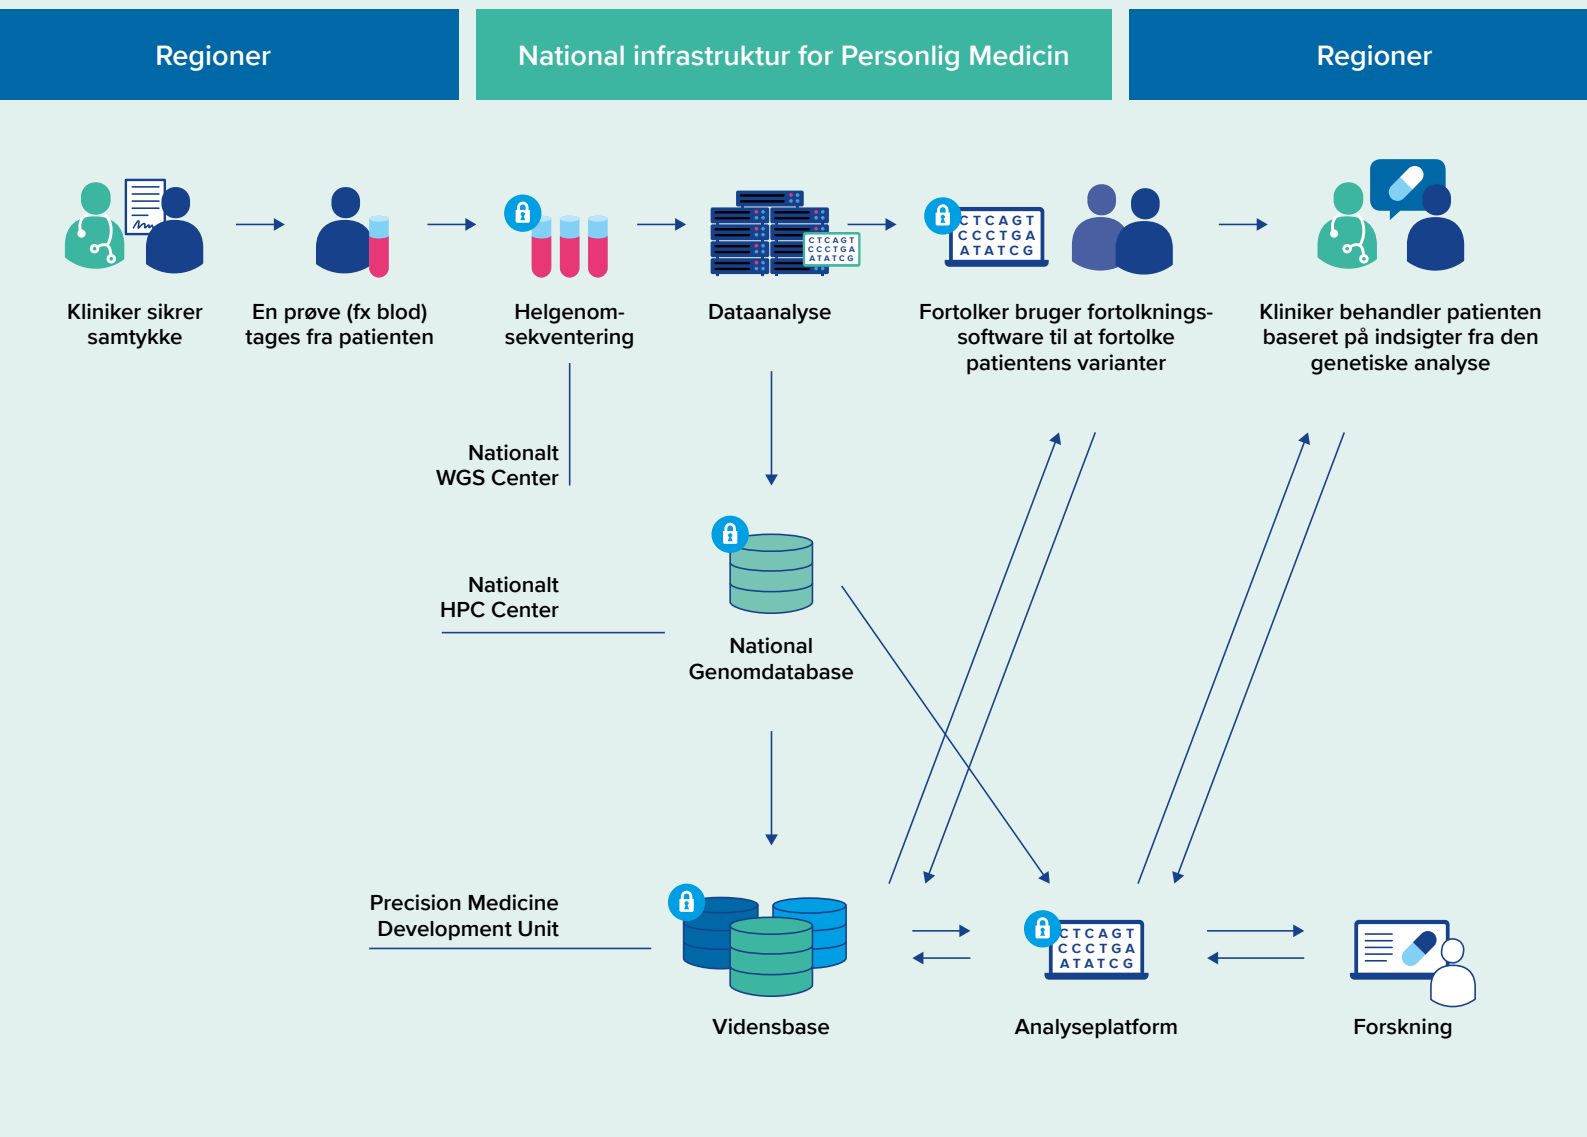 Regioner
National infrastruktur for Personlig Medicin
Regioner
CTCAGT
CCCTGA
ATATCG
CTCAGT
CCCTGA
ATATCG
Kliniker sikrer
samtykke
En prøve (fx blod)
tages fra patienten
Helgenom-
sekventering
Dataanalyse
Fortolker bruger fortolknings-
software til at fortolke
patientens varianter
Kliniker behandler patienten
baseret på indsigter fra den
genetiske analyse
Nationalt
WGS Center
Nationalt
HPC Center
National
Genomdatabase
Precision Medicine
Development Unit
CTCAGT
CCCTGA
ATATCG
Vidensbase
Analyseplatform
Forskning